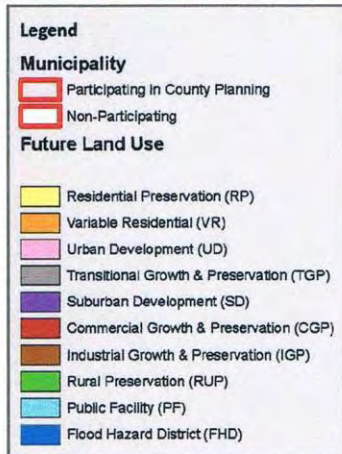 Legend
Municipality
Participating in County Planning
Non-Participating
Future Land Use
Residential Preservation (RP)
Variable Residential (VR)
Urban Development (UD)
Transitional Growth & Preservation (TGP)
Suburban Development (SD)
Commercial Growth & Preservation (CGP)
Industrial Growth & Preservation (IGP)
Rural Preservation (RUP)
Public Facility (PF)
Flood Hazard District (FHD)